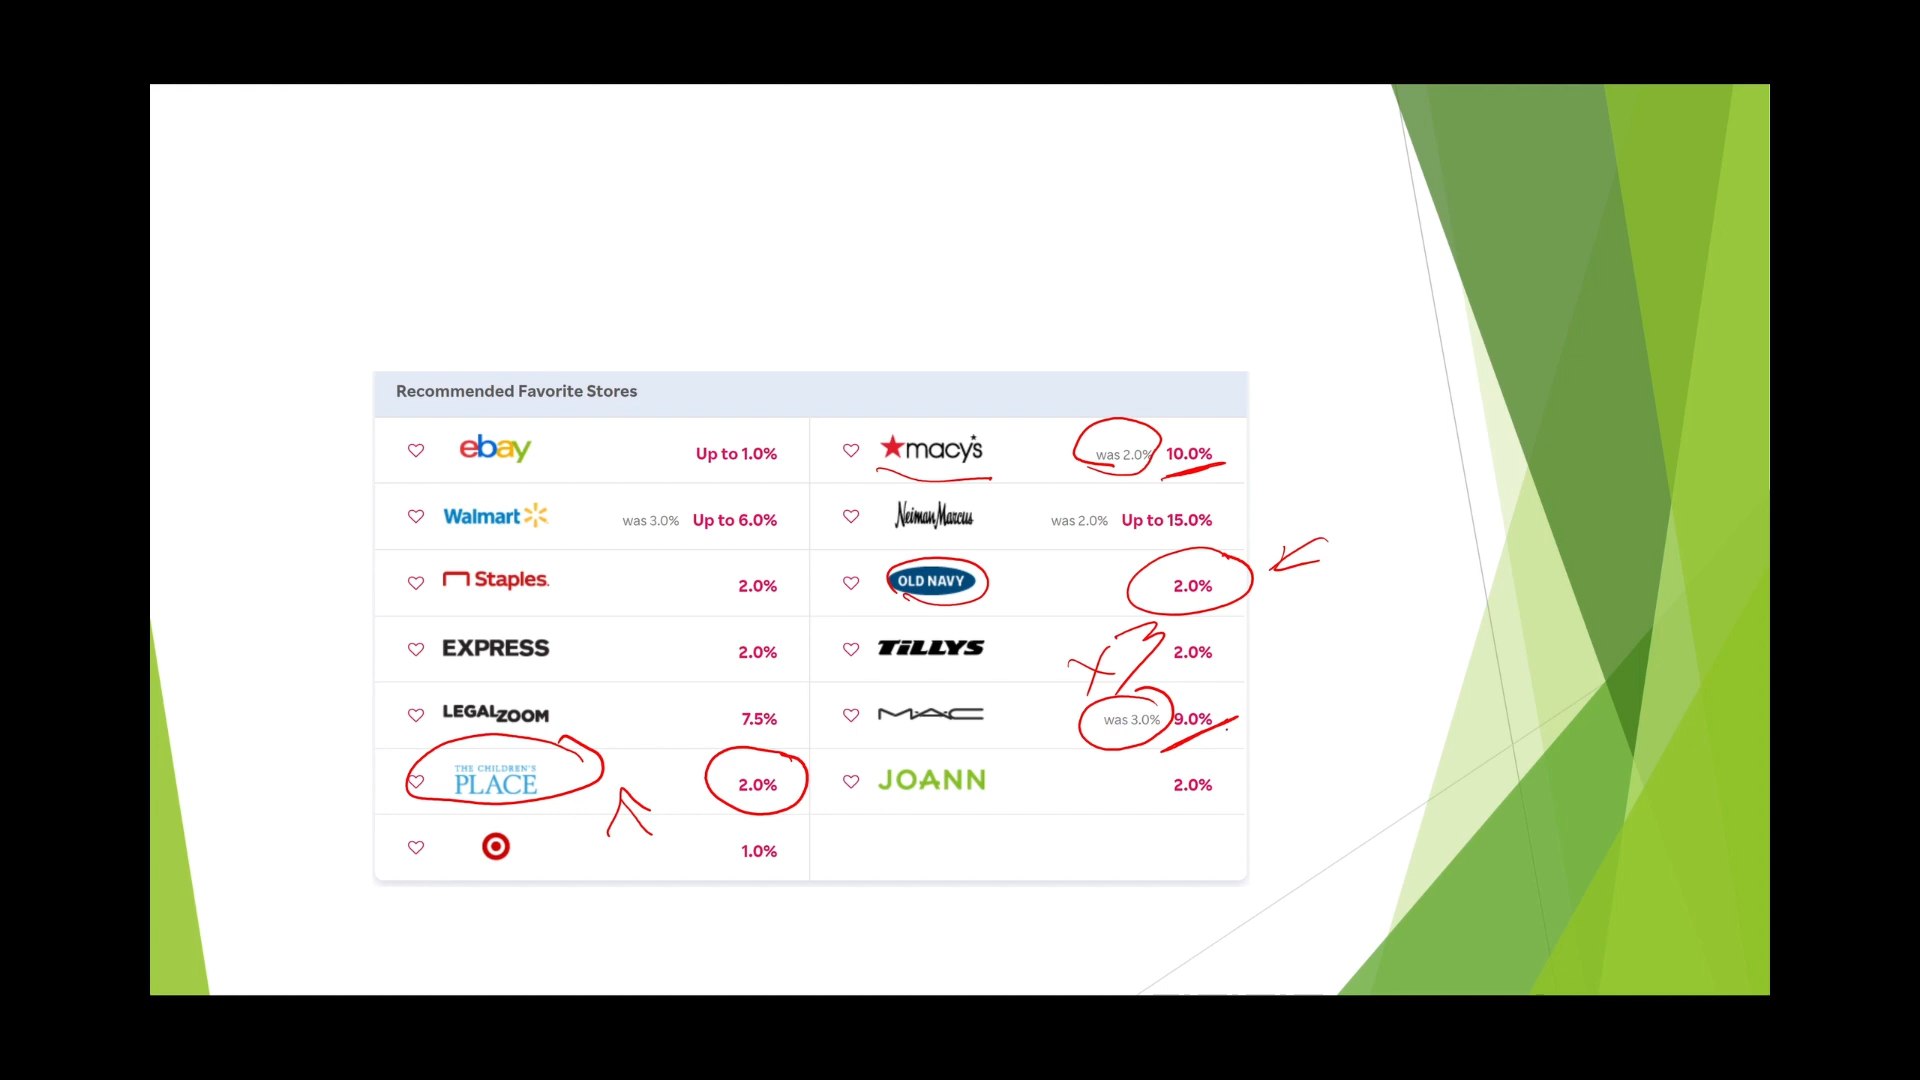 Recommended Favorite Stores
ebay Up to 1.0% ★macy's was 2.0% 10.0%
Walmart was 3.0% Up to 6.0% Neiman Marcus was 2.0% Up to 15.0%
Staples. 2.0% OLD NAVY 2.0%
x3
EXPRESS 2.0% TILLYS 2.0%
LEGALZOOM 7.5% MAC was 3.0% 9.0%
THE CHILDREN'S
PLACE 2.0% JOANN 2.0%
1.0%